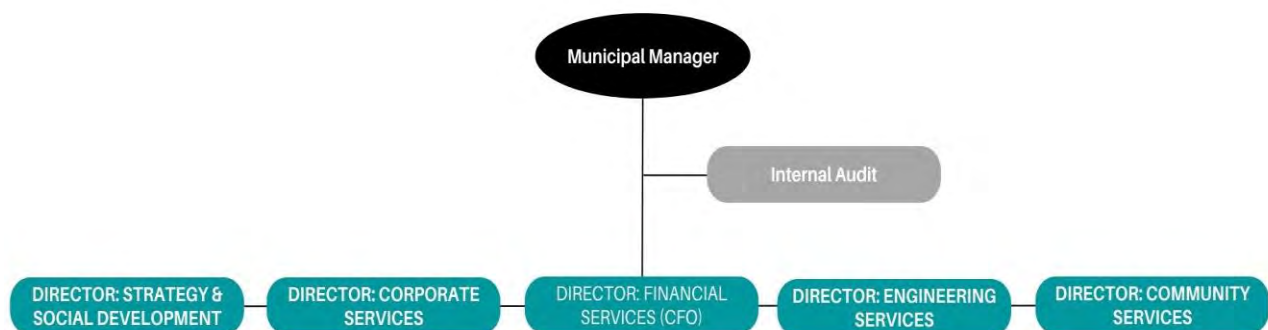 Municipal Manager
Internal Audit
DIRECTOR: STRATEGY &
SOCIAL DEVELOPMENT
DIRECTOR: CORPORATE
SERVICES
DIRECTOR: FINANCIAL
SERVICES (CFO)
DIRECTOR: ENGINEERING
SERVICES
DIRECTOR: COMMUNITY
SERVICES